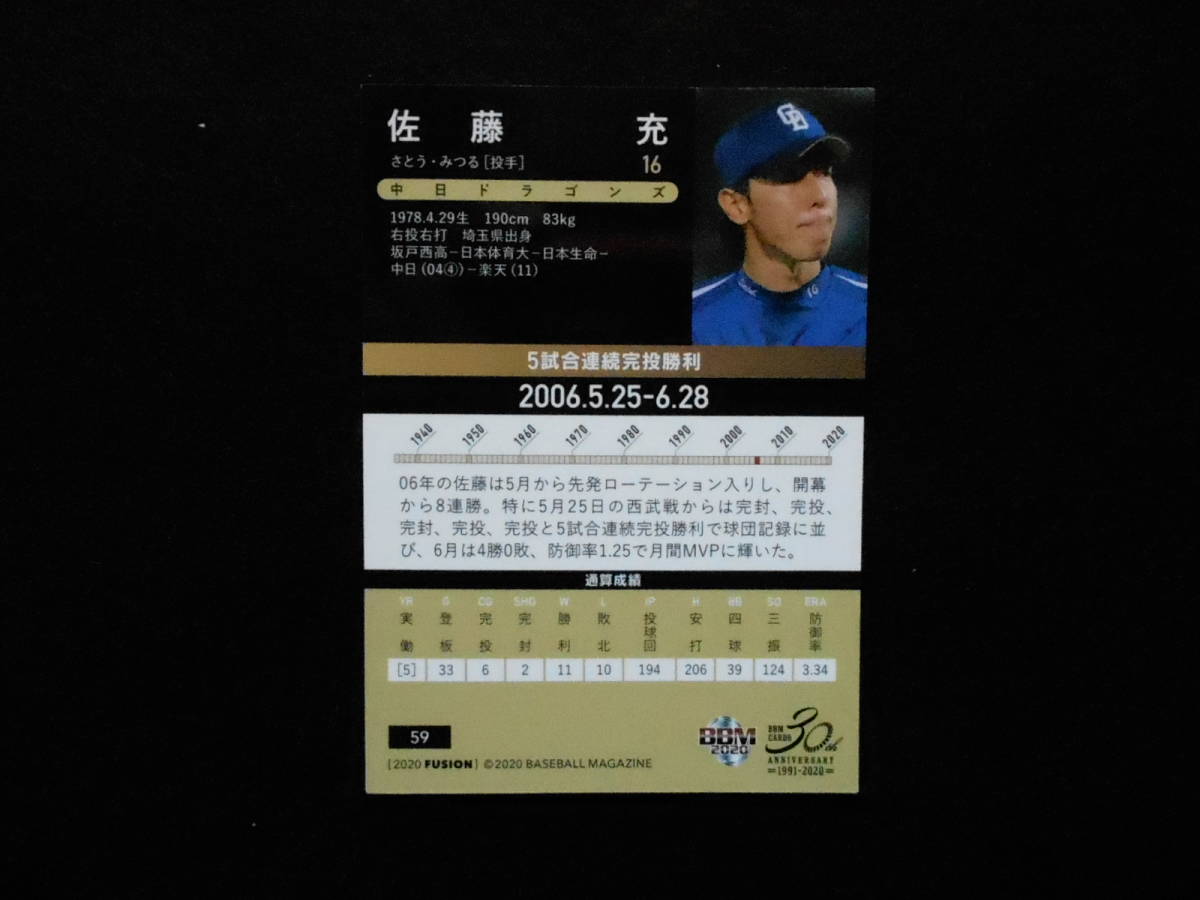 佐藤 充
さとう・みつる［投手］ 16
中日ドラゴンズ
1978.4.29生 190cm 83kg
右投右打 埼玉県出身
坂戸西高−日本体育大−日本生命−
中日（04④）−楽天（11）
5試合連続完投勝利
2006.5.25-6.28
1940 1950 1960 1970 1980 1990 2000 2010 2020
06年の佐藤は5月から先発ローテーション入りし、開幕
から8連勝。特に5月25日の西武戦からは完封、完投、
完封、完投、完投と5試合連続完投勝利で球団記録に並
び、6月は4勝0敗、防御率1.25で月間MVPに輝いた。
通算成績
YR G CG SHO W L IP H BB SO ERA
実働 登板 完投 完封 勝利 敗北 投球回 安打 四球 三振 防御率
[5] 33 6 2 11 10 194 206 39 124 3.34
59
BBM 2020
BBM CARDS 30th
ANNIVERSARY
1991-2020
[2020 FUSION] ©2020 BASEBALL MAGAZINE